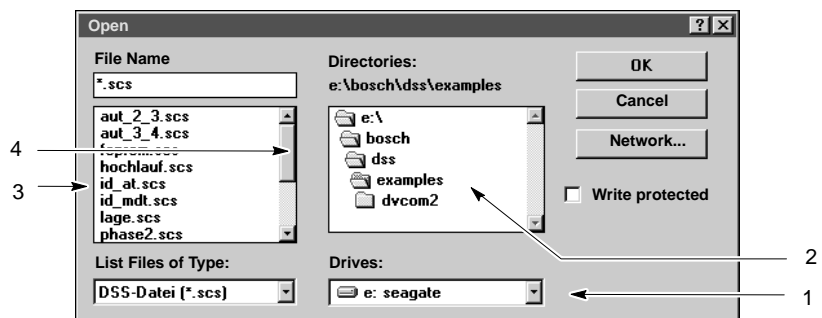 Open
File Name
*.scs
aut_2_3.scs
aut_3_4.scs
hochlauf.scs
id_at.scs
id_mdt.scs
lage.scs
phase2.scs
List Files of Type:
DSS-Datei (*.scs)
Directories:
e:\bosch\dss\examples
e:\
bosch
dss
examples
dvcom2
Drives:
e: seagate
OK
Cancel
Network...
Write protected
4
3
2
1